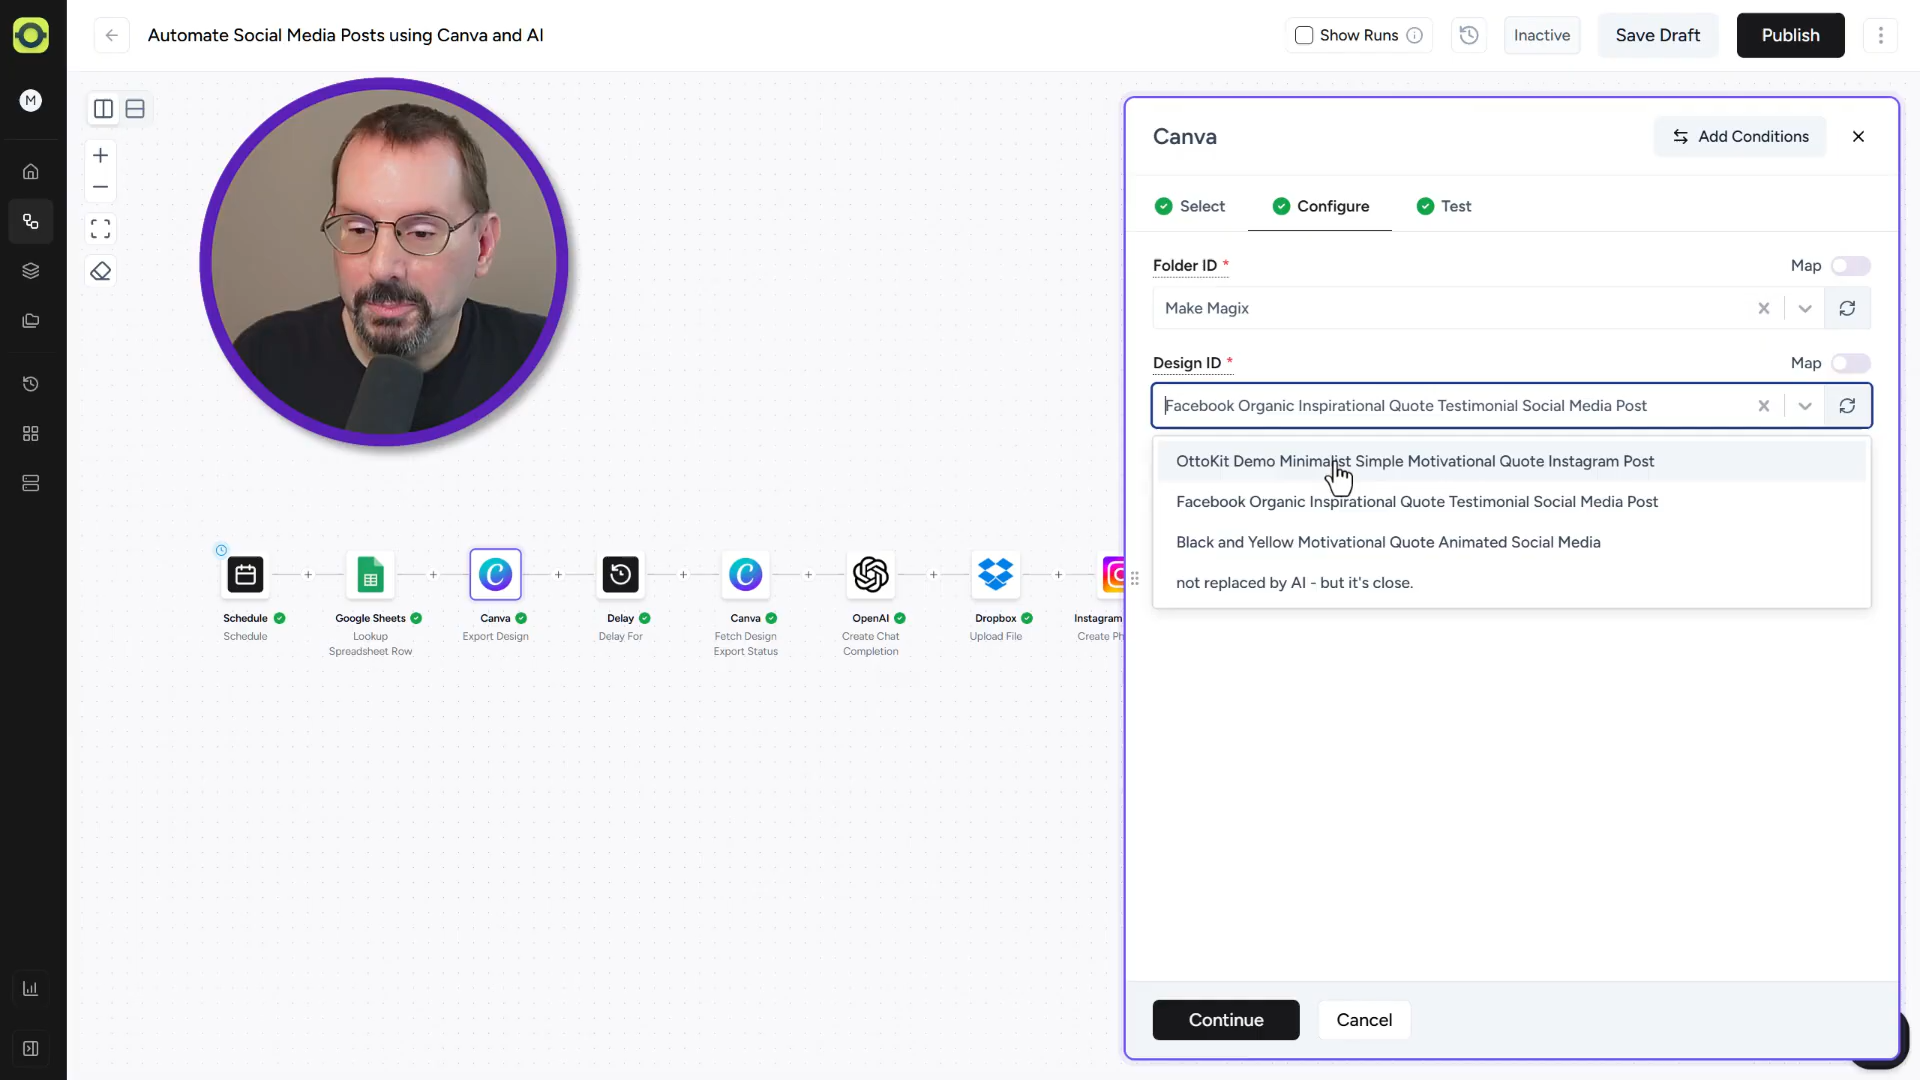 Automate Social Media Posts using Canva and AI
Show Runs
Inactive
Save Draft
Publish
M
Canva
Add Conditions
Select
Configure
Test
Folder ID *
Map
Make Magix
Design ID *
Map
Facebook Organic Inspirational Quote Testimonial Social Media Post
OttoKit Demo Minimalist Simple Motivational Quote Instagram Post
Facebook Organic Inspirational Quote Testimonial Social Media Post
Black and Yellow Motivational Quote Animated Social Media
not replaced by AI - but it's close.
Schedule
Schedule
Google Sheets
Lookup
Spreadsheet Row
Canva
Export Design
Delay
Delay For
Canva
Fetch Design
Export Status
OpenAI
Create Chat
Completion
Dropbox
Upload File
Instagram
Create Ph
Continue
Cancel